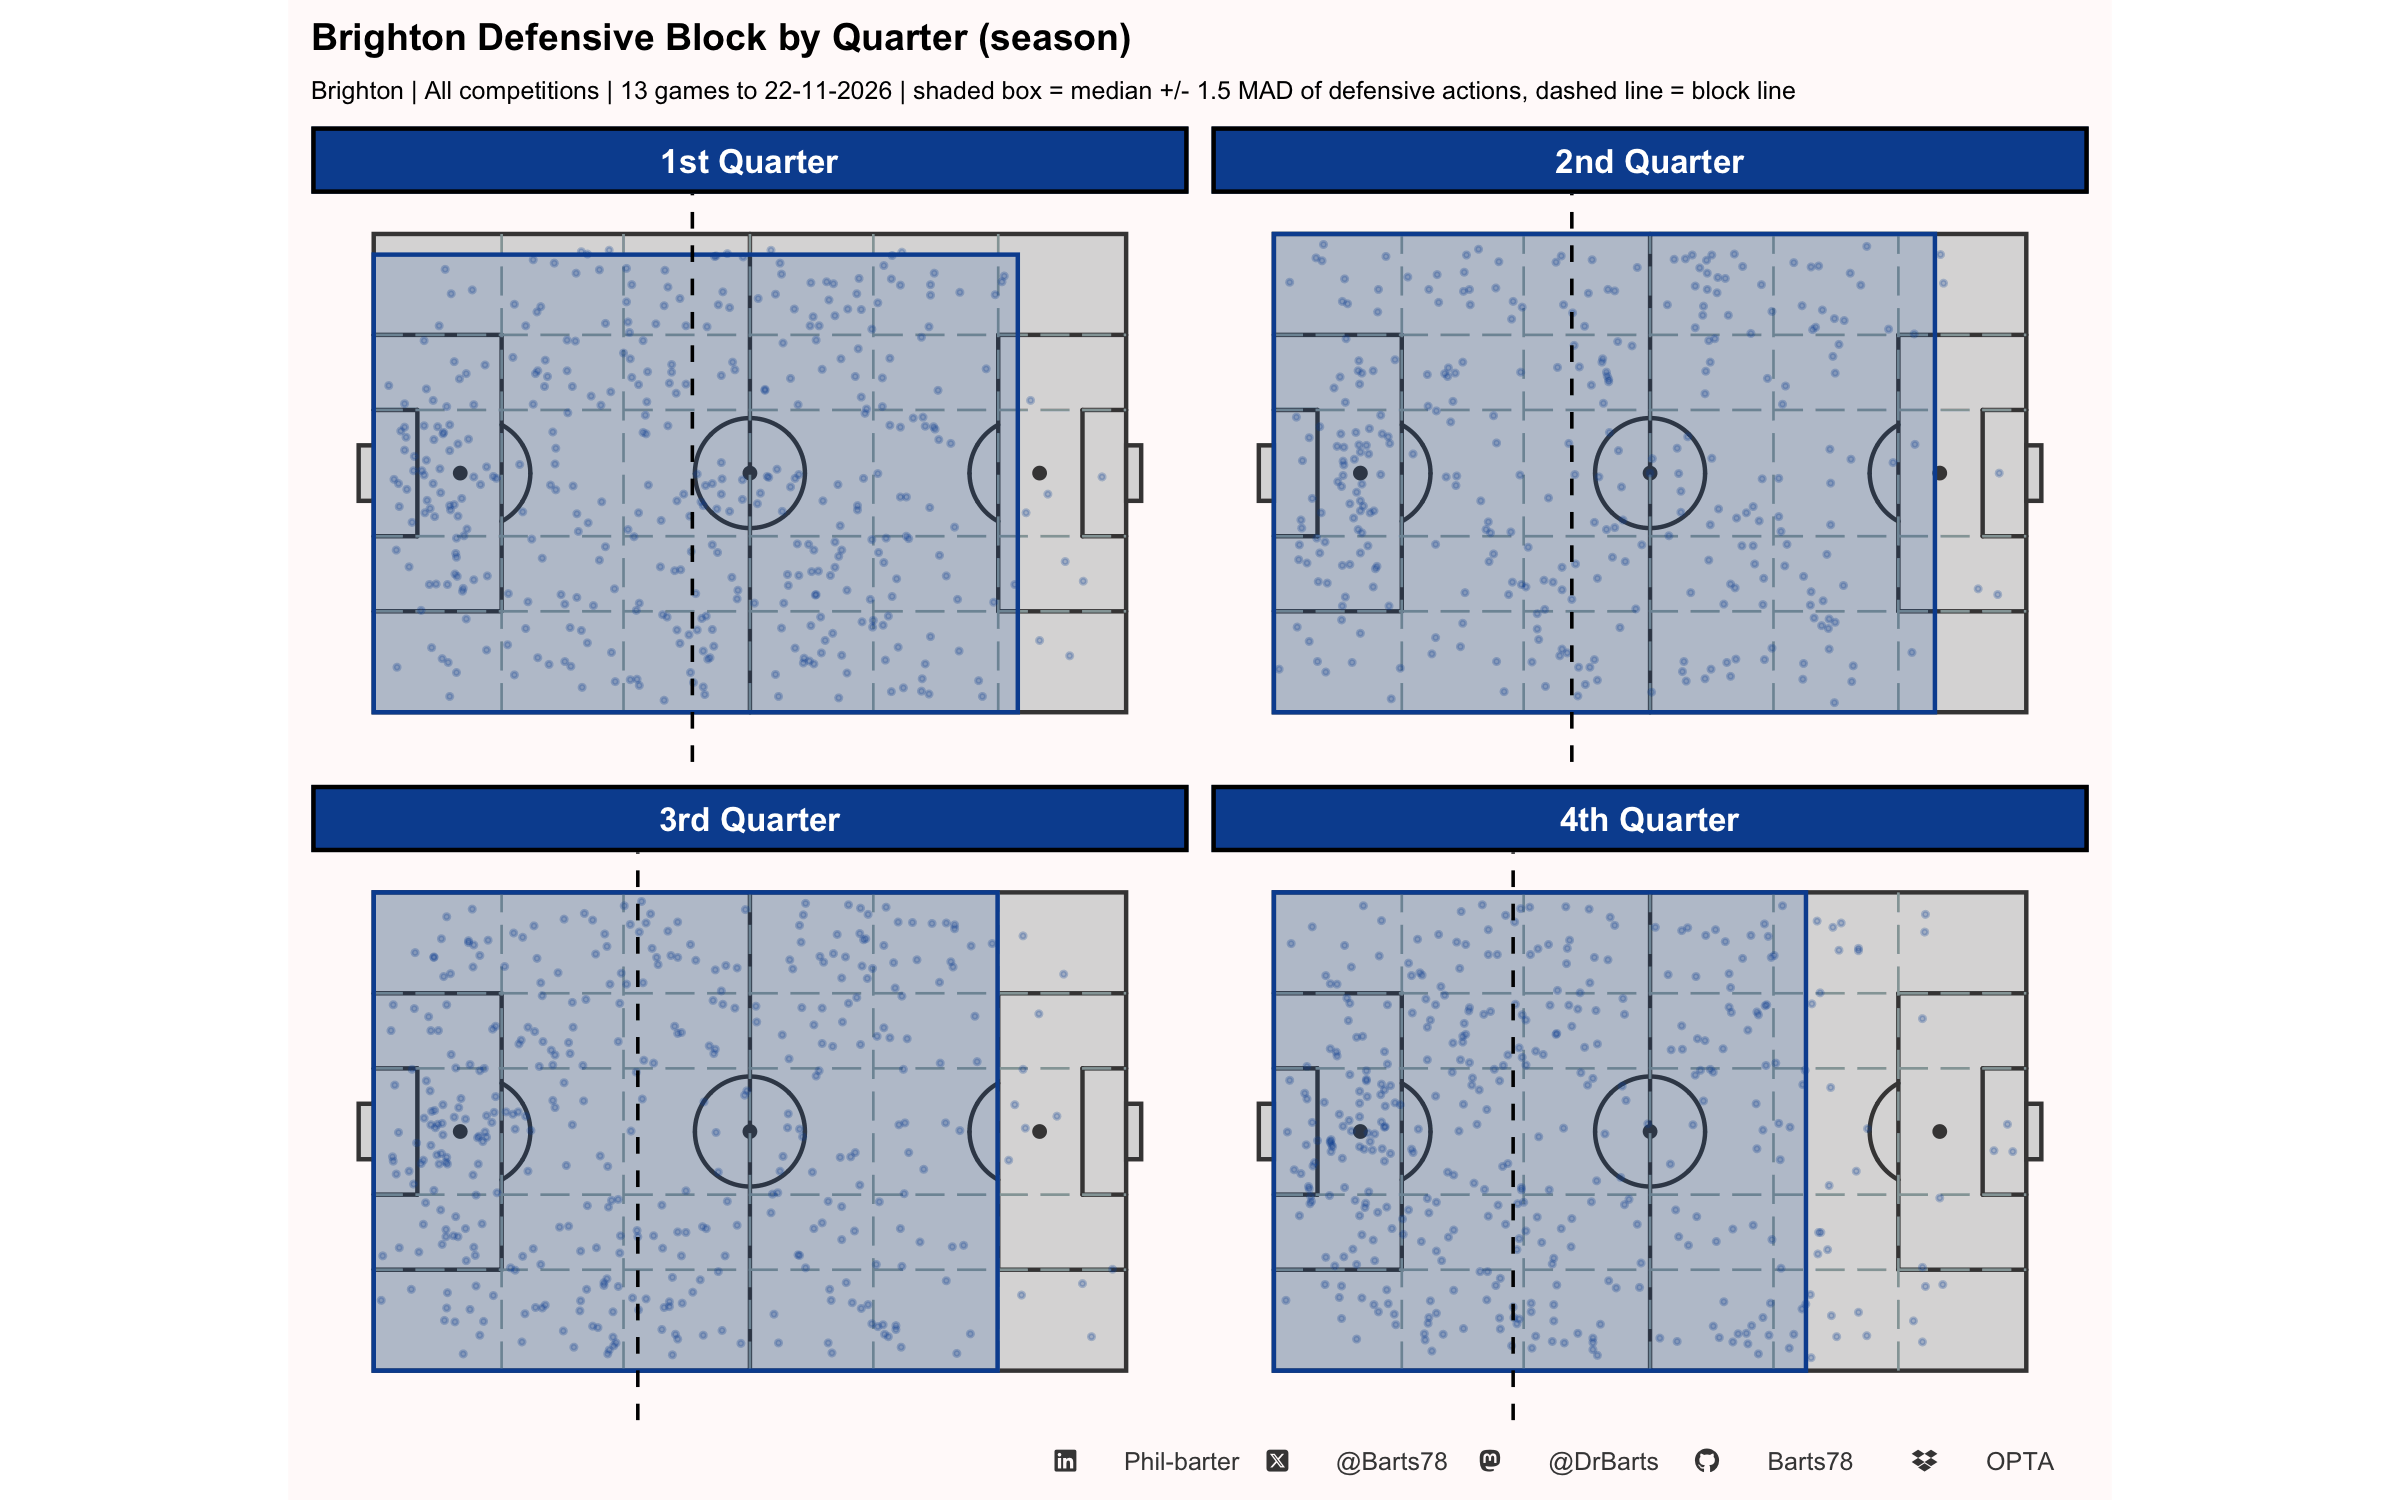 Brighton Defensive Block by Quarter (season)
Brighton | All competitions | 13 games to 22-11-2026 | shaded box = median +/- 1.5 MAD of defensive actions, dashed line = block line
1st Quarter
2nd Quarter
3rd Quarter
4th Quarter
Phil-barter @Barts78 @DrBarts Barts78 OPTA